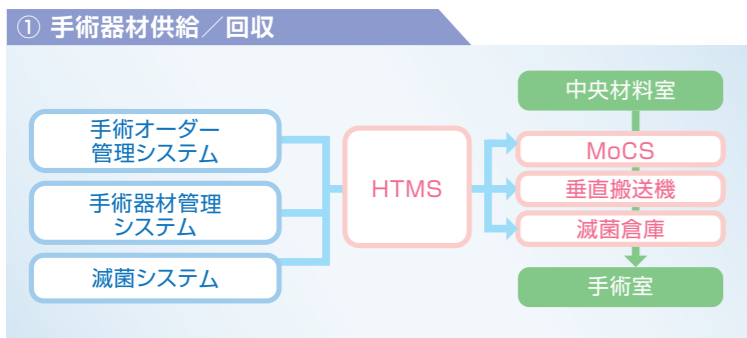 ① 手術器材供給／回収
手術オーダー
管理システム
手術器材管理
システム
滅菌システム
HTMS
中央材料室
MoCS
垂直搬送機
滅菌倉庫
手術室